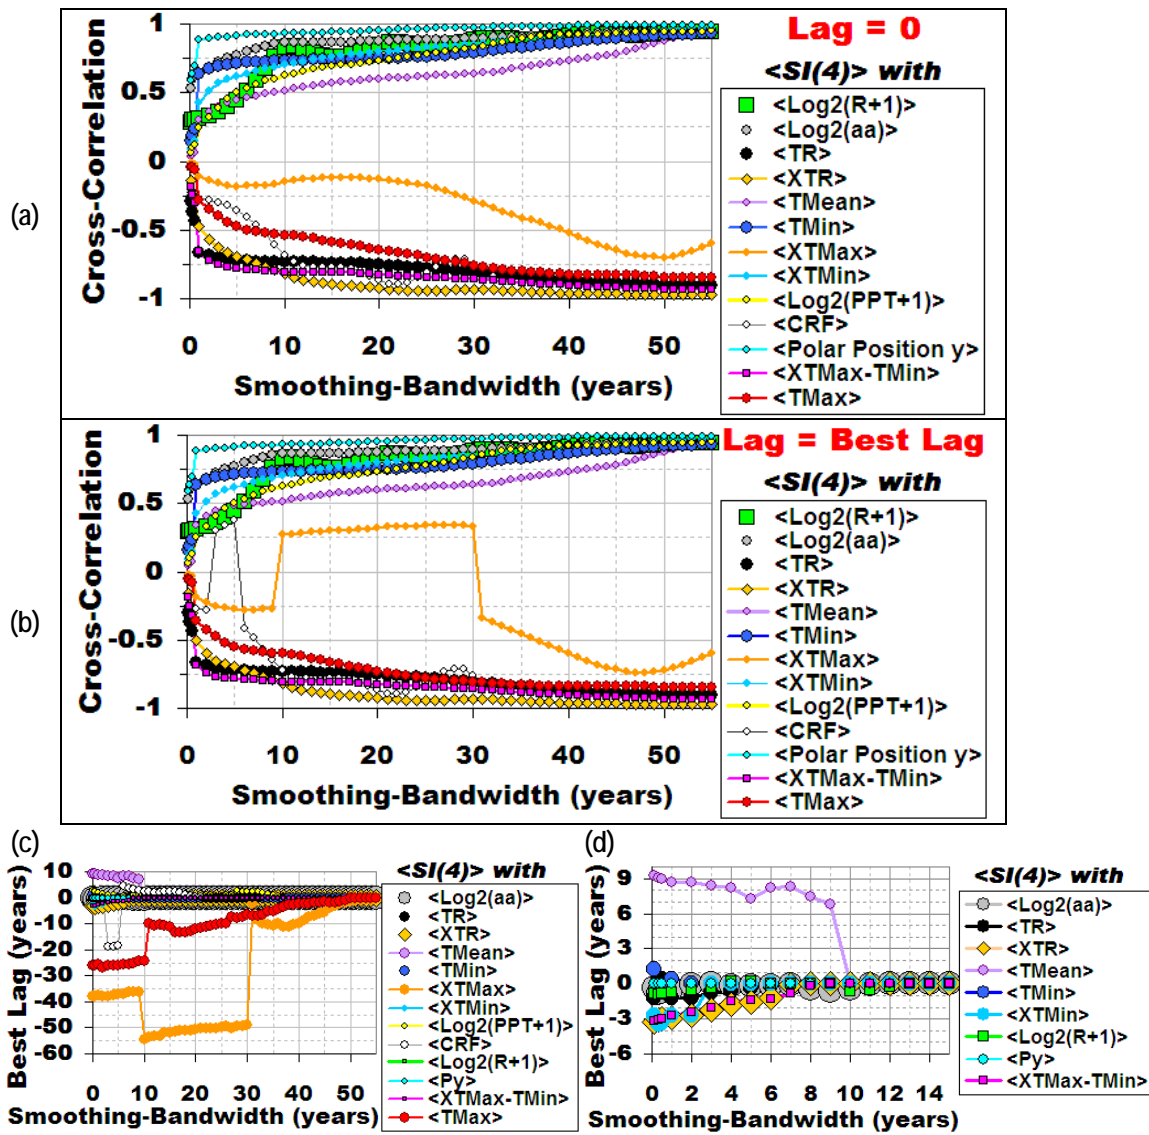 (a)
Lag = 0
<SI(4)> with
<Log2(R+1)>
<Log2(aa)>
<TR>
<XTR>
<TMean>
<TMin>
<XTMax>
<XTMin>
<Log2(PPT+1)>
<CRF>
<Polar Position y>
<XTMax-TMin>
<TMax>
Cross-Correlation
1
0.5
0
-0.5
-1
0 10 20 30 40 50
Smoothing-Bandwidth (years)
(b)
Lag = Best Lag
<SI(4)> with
<Log2(R+1)>
<Log2(aa)>
<TR>
<XTR>
<TMean>
<TMin>
<XTMax>
<XTMin>
<Log2(PPT+1)>
<CRF>
<Polar Position y>
<XTMax-TMin>
<TMax>
Cross-Correlation
1
0.5
0
-0.5
-1
0 10 20 30 40 50
Smoothing-Bandwidth (years)
(c)
<SI(4)> with
<Log2(aa)>
<TR>
<XTR>
<TMean>
<TMin>
<XTMax>
<XTMin>
<Log2(PPT+1)>
<CRF>
<Log2(R+1)>
<Py>
<XTMax-TMin>
<TMax>
Best Lag (years)
10
0
-10
-20
-30
-40
-50
-60
0 10 20 30 40 50
Smoothing-Bandwidth (years)
(d)
<SI(4)> with
<Log2(aa)>
<TR>
<XTR>
<TMean>
<TMin>
<XTMin>
<Log2(R+1)>
<Py>
<XTMax-TMin>
Best Lag (years)
9
6
3
0
-3
-6
0 2 4 6 8 10 12 14
Smoothing-Bandwidth (years)